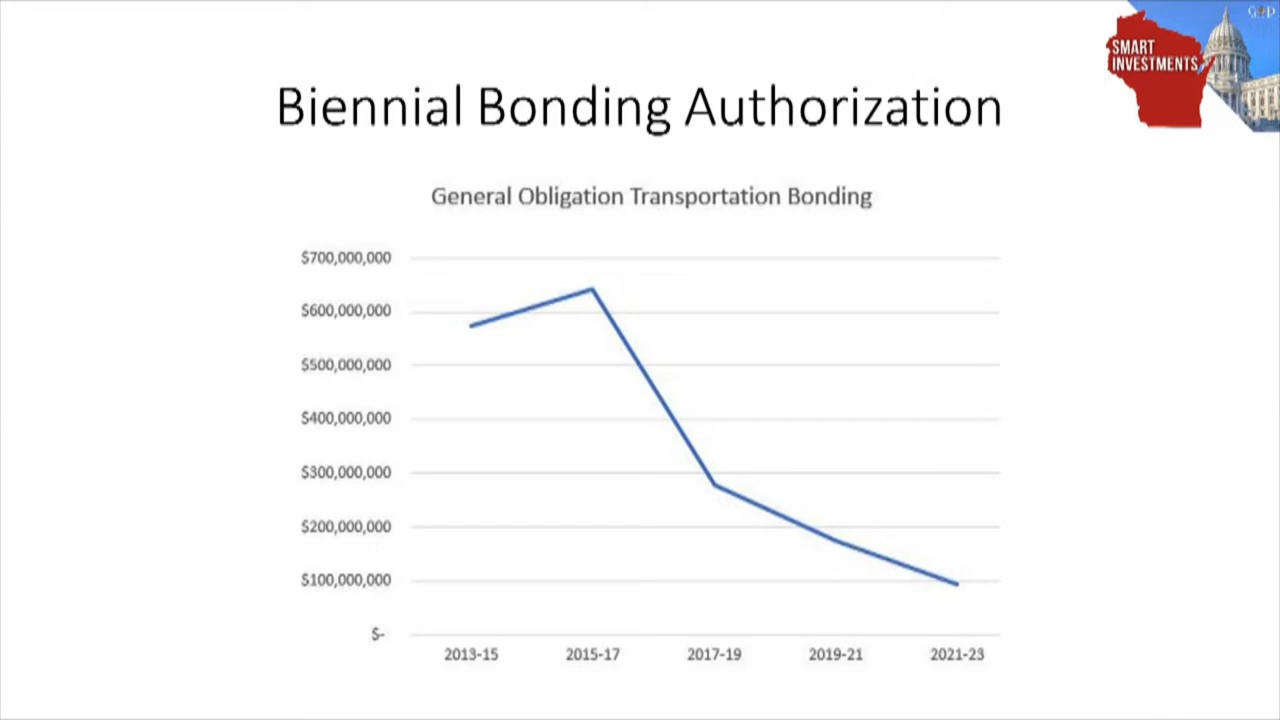 GOP
SMART
INVESTMENTS
Biennial Bonding Authorization
General Obligation Transportation Bonding
$700,000,000
$600,000,000
$500,000,000
$400,000,000
$300,000,000
$200,000,000
$100,000,000
$-
2013-15 2015-17 2017-19 2019-21 2021-23